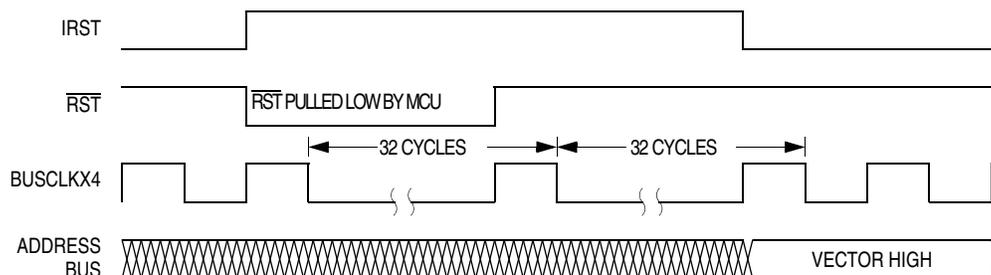 IRST
RST
RST PULLED LOW BY MCU
32 CYCLES
32 CYCLES
BUSCLKX4
ADDRESS
BUS
VECTOR HIGH